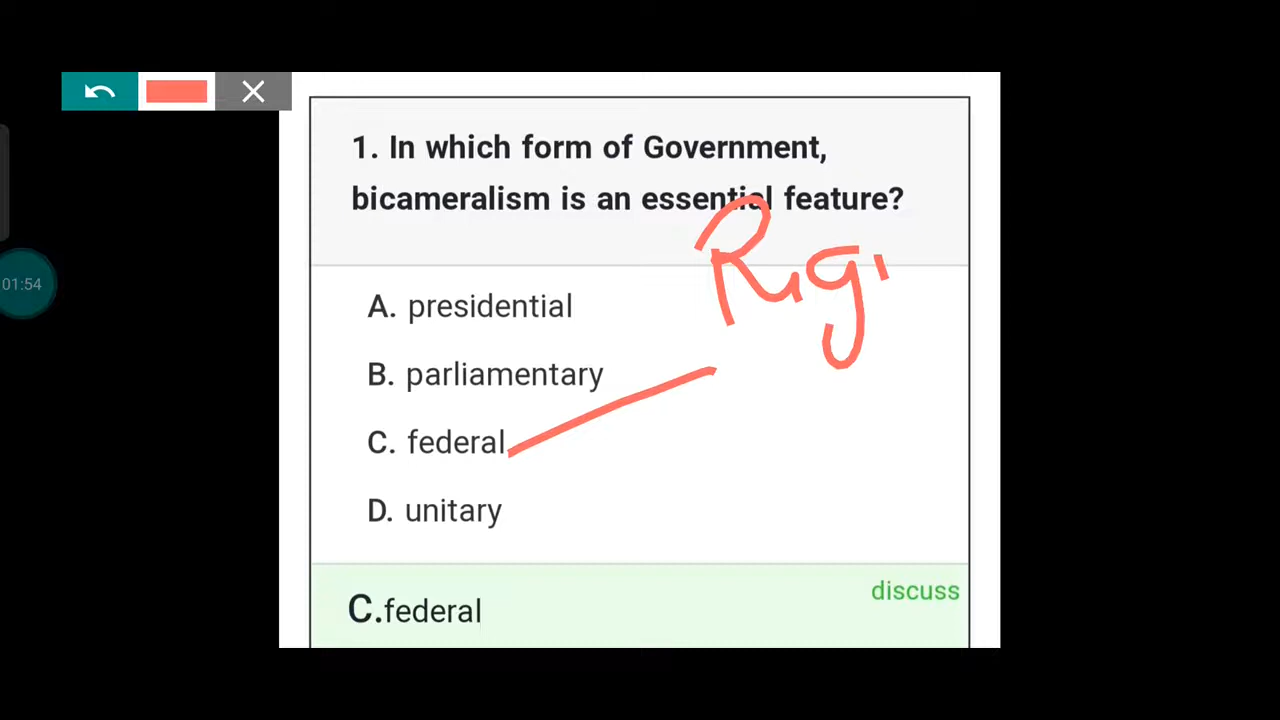 01:54
1. In which form of Government,
bicameralism is an essential feature?
Rig
A. presidential
B. parliamentary
C. federal
D. unitary
discuss
C.federal